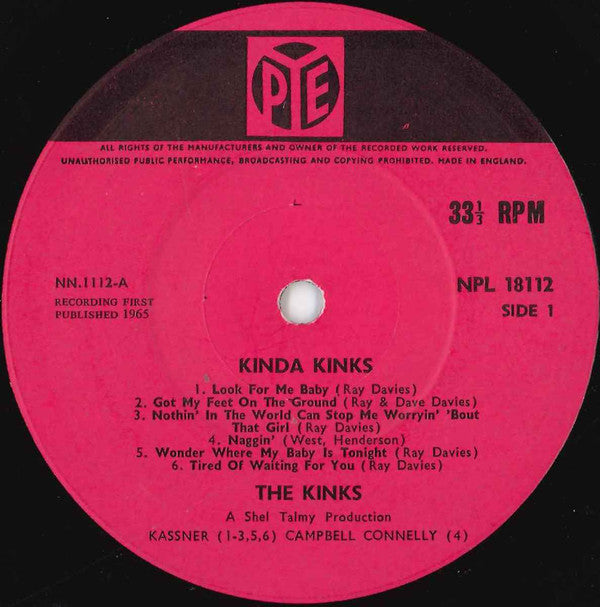 PYE
ALL RIGHTS OF THE MANUFACTURERS AND OWNER OF THE RECORDED WORK RESERVED.
UNAUTHORISED PUBLIC PERFORMANCE, BROADCASTING AND COPYING PROHIBITED. MADE IN ENGLAND.
33⅓ RPM
NN.1112-A
RECORDING FIRST
PUBLISHED 1965
NPL 18112
SIDE 1
KINDA KINKS
1. Look For Me Baby (Ray Davies)
2. Got My Feet On The Ground (Ray & Dave Davies)
3. Nothin' In The World Can Stop Me Worryin' 'Bout
That Girl (Ray Davies)
4. Naggin' (West, Henderson)
5. Wonder Where My Baby Is Tonight (Ray Davies)
6. Tired Of Waiting For You (Ray Davies)
THE KINKS
A Shel Talmy Production
KASSNER (1-3,5,6) CAMPBELL CONNELLY (4)